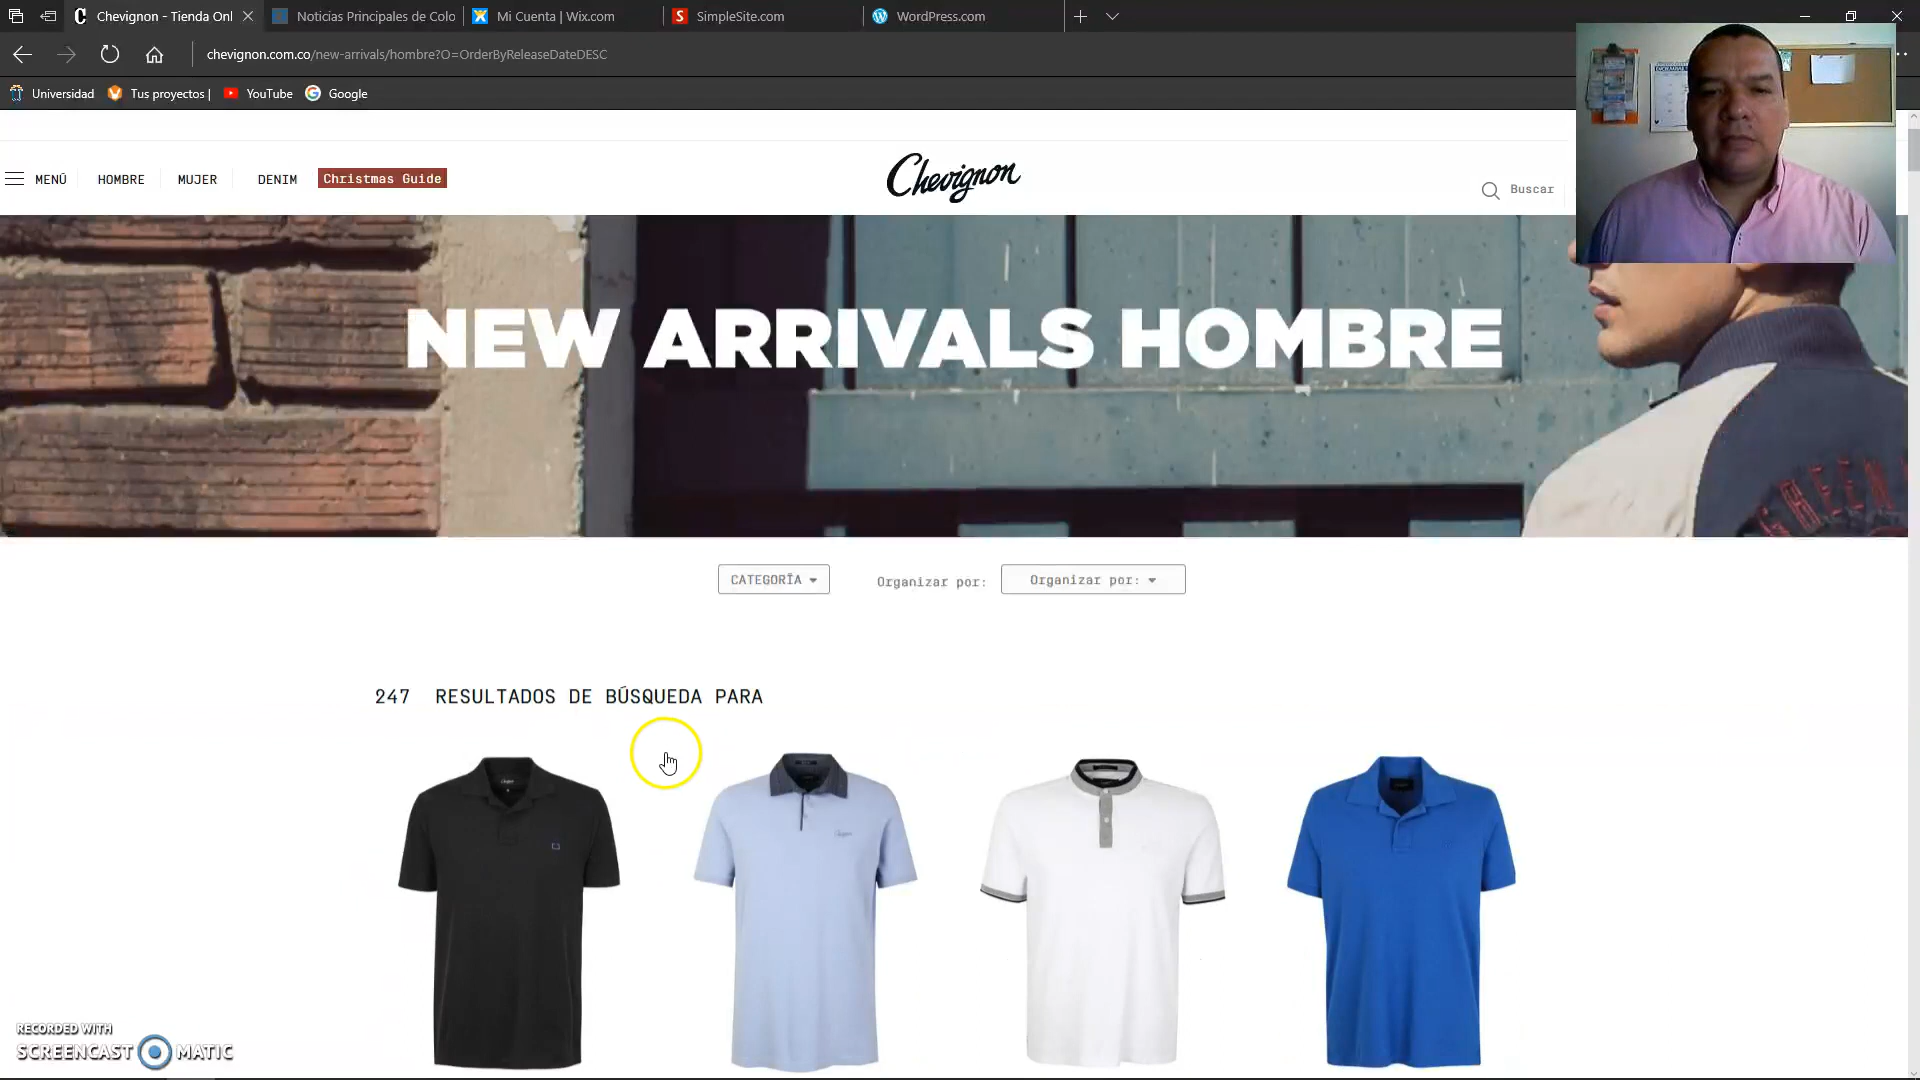 Chevignon - Tienda Onl
Noticias Principales de Colo
Mi Cuenta | Wix.com
SimpleSite.com
WordPress.com
chevignon.com.co/new-arrivals/hombre?O=OrderByReleaseDateDESC
Universidad
Tus proyectos |
YouTube
Google
MENÚ
HOMBRE
MUJER
DENIM
Christmas Guide
Chevignon
Buscar
NEW ARRIVALS HOMBRE
CATEGORÍA
Organizar por:
Organizar por:
247 RESULTADOS DE BÚSQUEDA PARA
RECORDED WITH
SCREENCAST MATIC